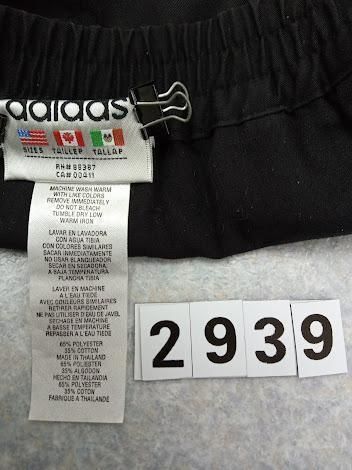 adidas
SIZES TAILLEP TALLAP
RN#88387
CA#00411
MACHINE WASH WARM
WITH LIKE COLORS
REMOVE IMMEDIATELY
DO NOT BLEACH
TUMBLE DRY LOW
WARM IRON
LAVAR EN LAVADORA
CON AGUA TIBIA
CON COLORES SIMILARES
SACAR INMEDIATAMENTE
NO USAR BLANQUEADOR
SECAR EN SECADORA,
A BAJA TEMPERATURA
PLANCHA TIBIA
LAVER EN MACHINE
A L'EAU TIEDE
AVEC COULEURS SIMILAIRES
RETIRER RAPIDEMENT
NE PAS UTILISER D'EAU DE JAVEL
SECHAGE EN MACHINE
A BASSE TEMPERATURE
REPASSER A L'EAU TIEDE
65% POLYESTER
35% COTTON
MADE IN THAILAND
65% POLIESTER
35% ALGODON
HECHO EN TAILANDIA
65% POLYESTER
35% COTON
FABRIQUE A THAILANDE
2939